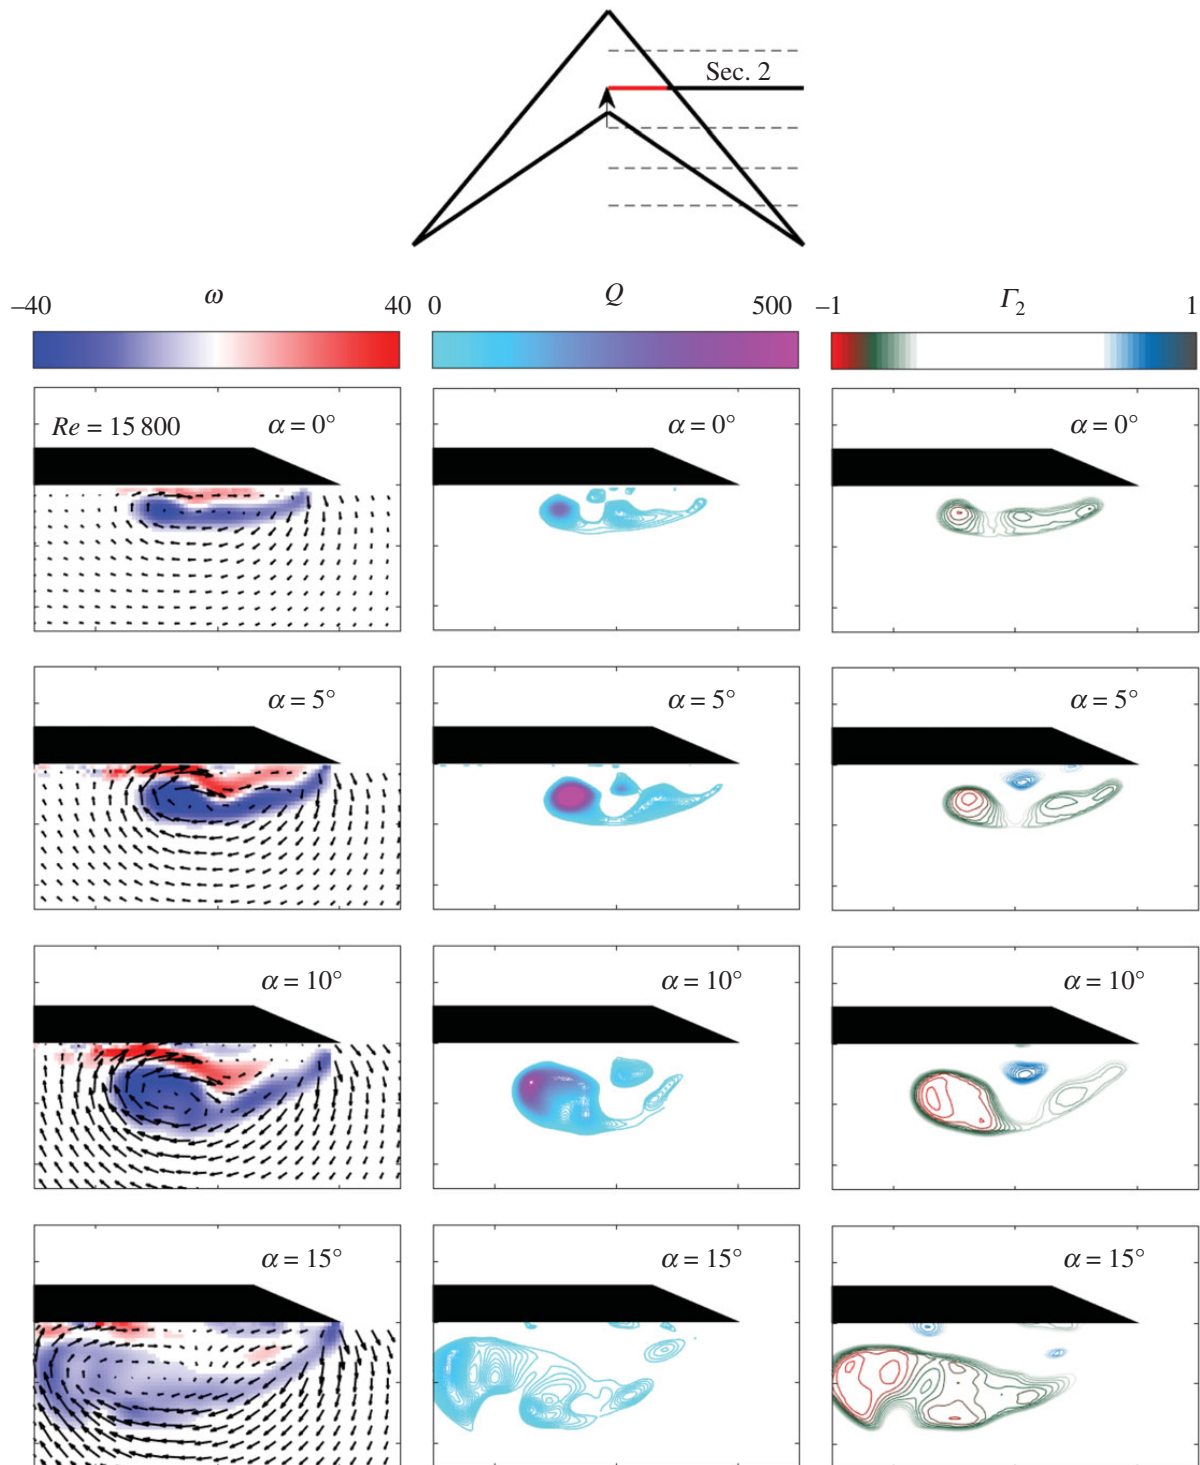 Sec. 2
–40 ω 40 0 Q 500 –1 Γ2 1
Re = 15 800 α = 0° α = 0° α = 0°
α = 5° α = 5° α = 5°
α = 10° α = 10° α = 10°
α = 15° α = 15° α = 15°